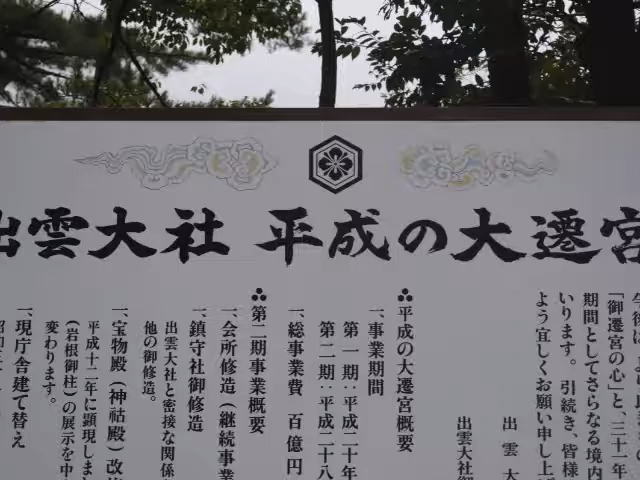 出雲大社 平成の大遷宮
「御遷宮の心」と、三十一年
期間としてさらなる境内
いります。引続き、皆様
よう宜しくお願い申し上
出雲大
出雲大社御
平成の大遷宮概要
一、事業期間
第一期：平成二十年
第二期：平成二十八
一、総事業費 百億円
第二期事業概要
一、会所修造（継続事業
一、鎮守社御修造
出雲大社と密接な関係
他の御修造。
一、宝物殿（神祜殿）改修
平成十二年に顕現しまし
（岩根御柱）の展示を中
変わります。
一、現庁舎建て替え
昭和